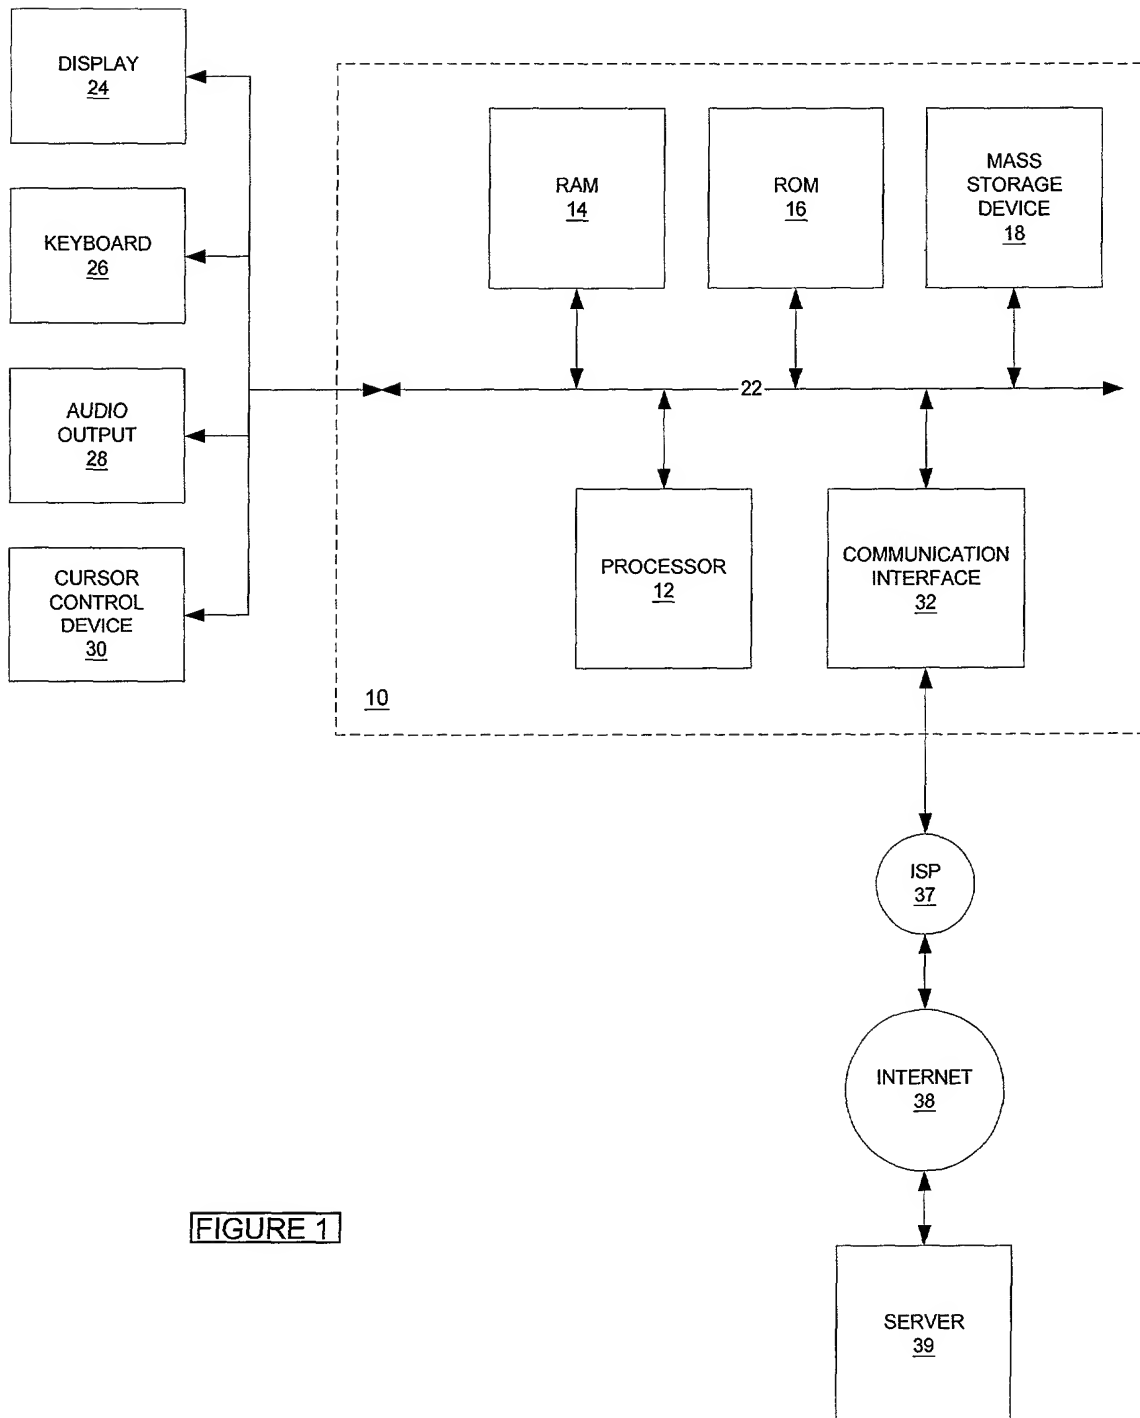 DISPLAY
24
KEYBOARD
26
AUDIO
OUTPUT
28
CURSOR
CONTROL
DEVICE
30
RAM
14
ROM
16
MASS
STORAGE
DEVICE
18
22
PROCESSOR
12
COMMUNICATION
INTERFACE
32
10
ISP
37
INTERNET
38
SERVER
39
FIGURE 1